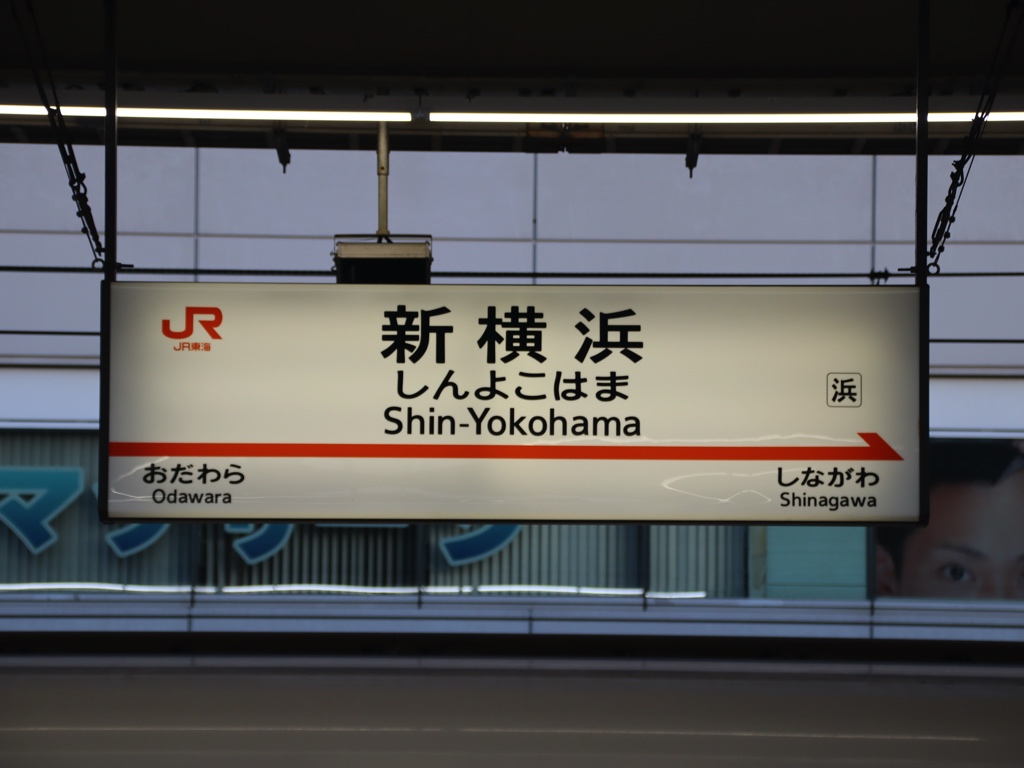 JR
JR東海
新横浜
しんよこはま
Shin-Yokohama
浜
おだわら
Odawara
しながわ
Shinagawa